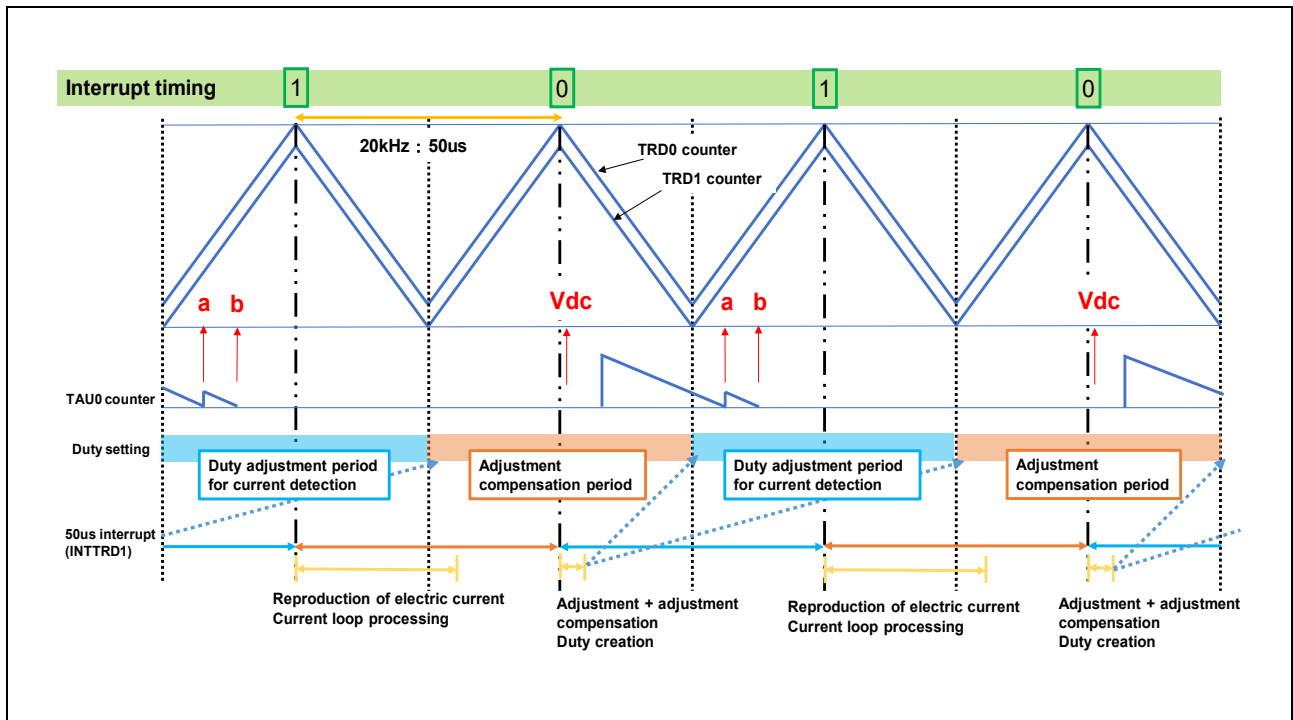 Interrupt timing
1
0
1
0
20kHz：50us
TRD0 counter
TRD1 counter
a
b
Vdc
a
b
Vdc
TAU0 counter
Duty setting
Duty adjustment period
for current detection
Adjustment
compensation period
Duty adjustment period
for current detection
Adjustment
compensation period
50us interrupt
(INTTRD1)
Reproduction of electric current
Current loop processing
Adjustment + adjustment
compensation
Duty creation
Reproduction of electric current
Current loop processing
Adjustment + adjustment
compensation
Duty creation